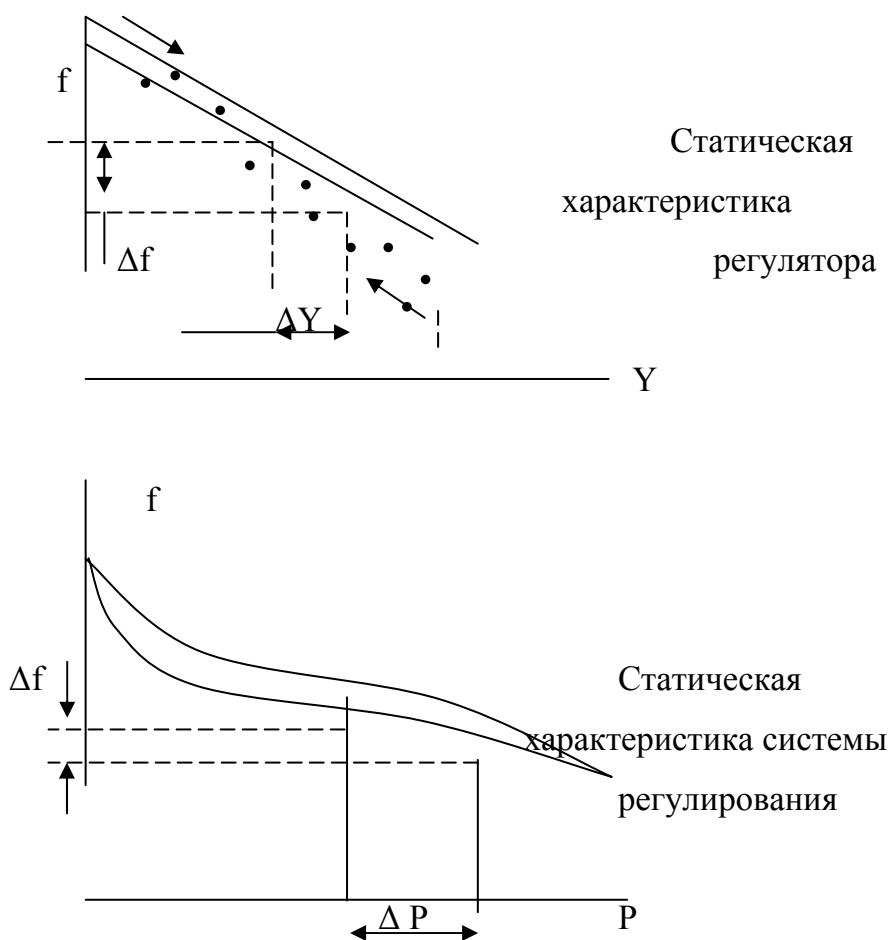 f
Статическая
характеристика
регулятора
Δf
ΔY
Y
f
Δf
Статическая
характеристика системы
регулирования
Δ P
P